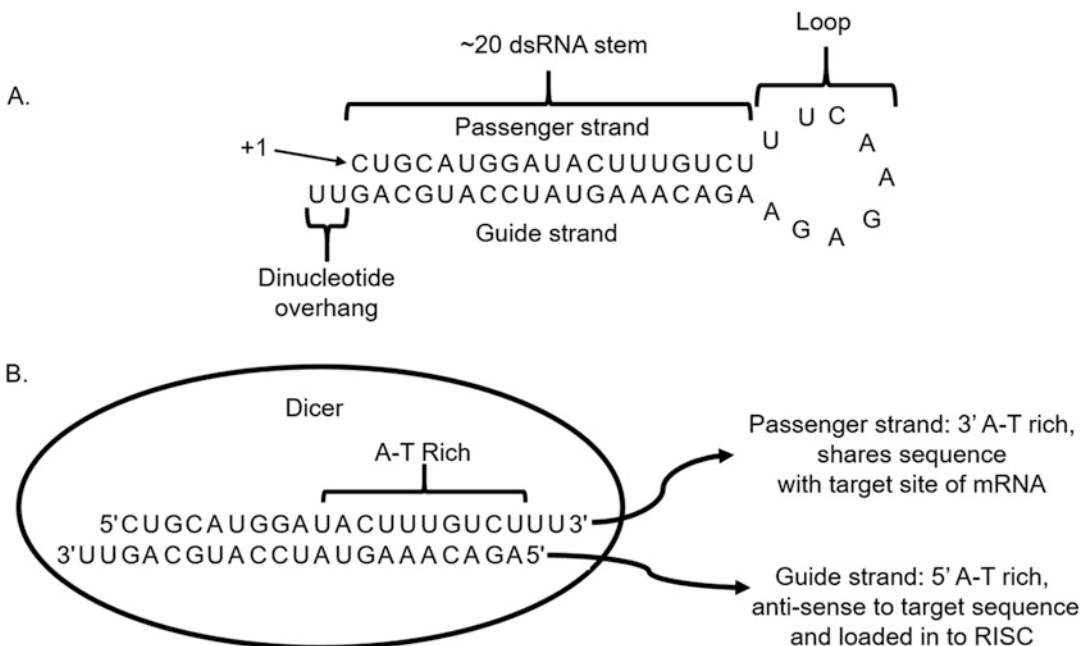 A.
~20 dsRNA stem
Loop
Passenger strand
+1
CUGCAUGGAUACUUUGUCU
UUGACGUACCUAUGAAACAGA
U U C A A G A G A
Guide strand
Dinucleotide
overhang
B.
Dicer
A-T Rich
5'CUGCAUGGAUACUUUGUCUUU3'
3'UUGACGUACCUAUGAAACAGA5'
Passenger strand: 3’ A-T rich,
shares sequence
with target site of mRNA
Guide strand: 5’ A-T rich,
anti-sense to target sequence
and loaded in to RISC